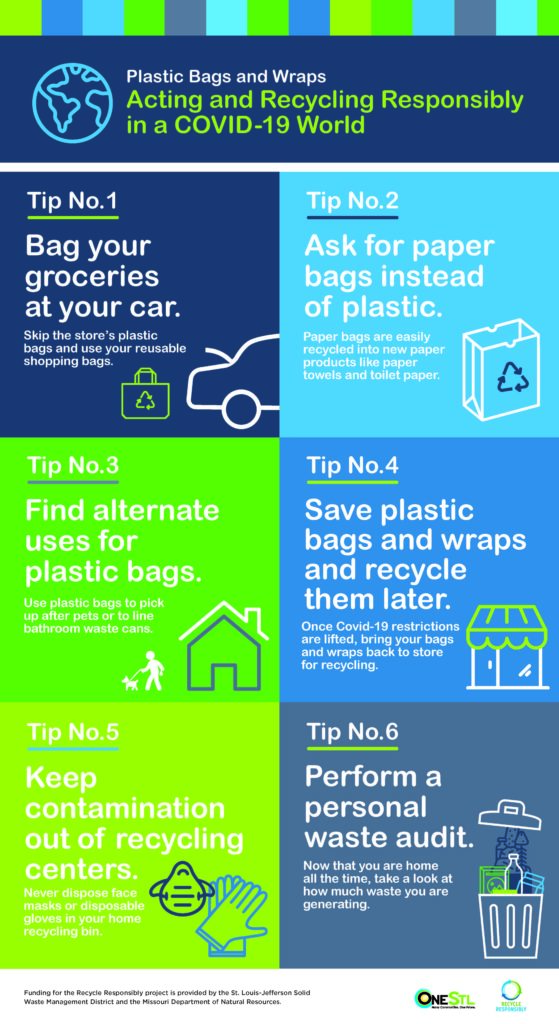 Plastic Bags and Wraps
Acting and Recycling Responsibly
in a COVID-19 World
Tip No.1
Bag your
groceries
at your car.
Skip the store's plastic
bags and use your reusable
shopping bags.
Tip No.2
Ask for paper
bags instead
of plastic.
Paper bags are easily
recycled into new paper
products like paper
towels and toilet paper.
Tip No.3
Find alternate
uses for
plastic bags.
Use plastic bags to pick
up after pets or to line
bathroom waste cans.
Tip No.4
Save plastic
bags and wraps
and recycle
them later.
Once Covid-19 restrictions
are lifted, bring your bags
and wraps back to store
for recycling.
Tip No.5
Keep
contamination
out of recycling
centers.
Never dispose face
masks or disposable
gloves in your home
recycling bin.
Tip No.6
Perform a
personal
waste audit.
Now that you are home
all the time, take a look at
how much waste you are
generating.
Funding for the Recycle Responsibly project is provided by the St. Louis-Jefferson Solid
Waste Management District and the Missouri Department of Natural Resources.
ONESTL
Many Communities. One Future.
RECYCLE
RESPONSIBLY